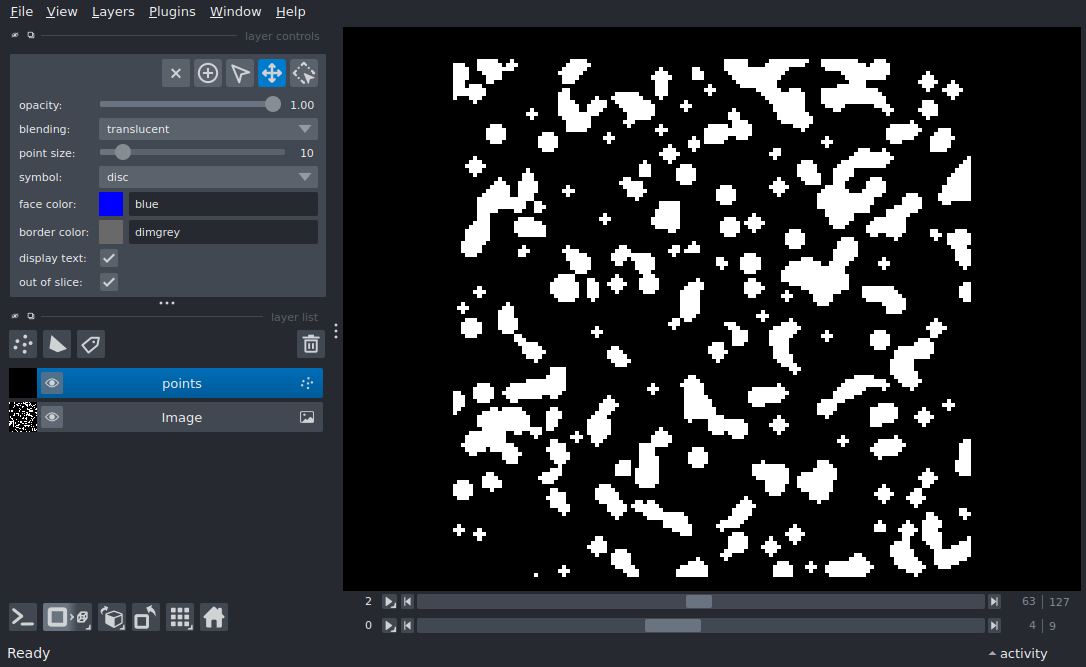 File View Layers Plugins Window Help
layer controls
opacity: 1.00
blending: translucent
point size: 10
symbol: disc
face color: blue
border color: dimgrey
display text:
out of slice:
layer list
points
Image
2 63 | 127
0 4 | 9
Ready activity